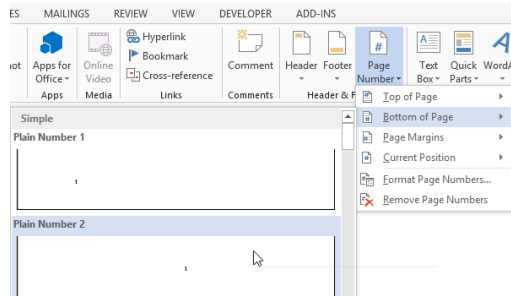 ES MAILINGS REVIEW VIEW DEVELOPER ADD-INS
Apps for Office
Online Video
Hyperlink
Bookmark
Cross-reference
Comment
Header
Footer
Page Number
Text Box
Quick Parts
Apps
Media
Links
Comments
Header & F
Top of Page
Bottom of Page
Page Margins
Current Position
Format Page Numbers...
Remove Page Numbers
Simple
Plain Number 1
1
Plain Number 2
1